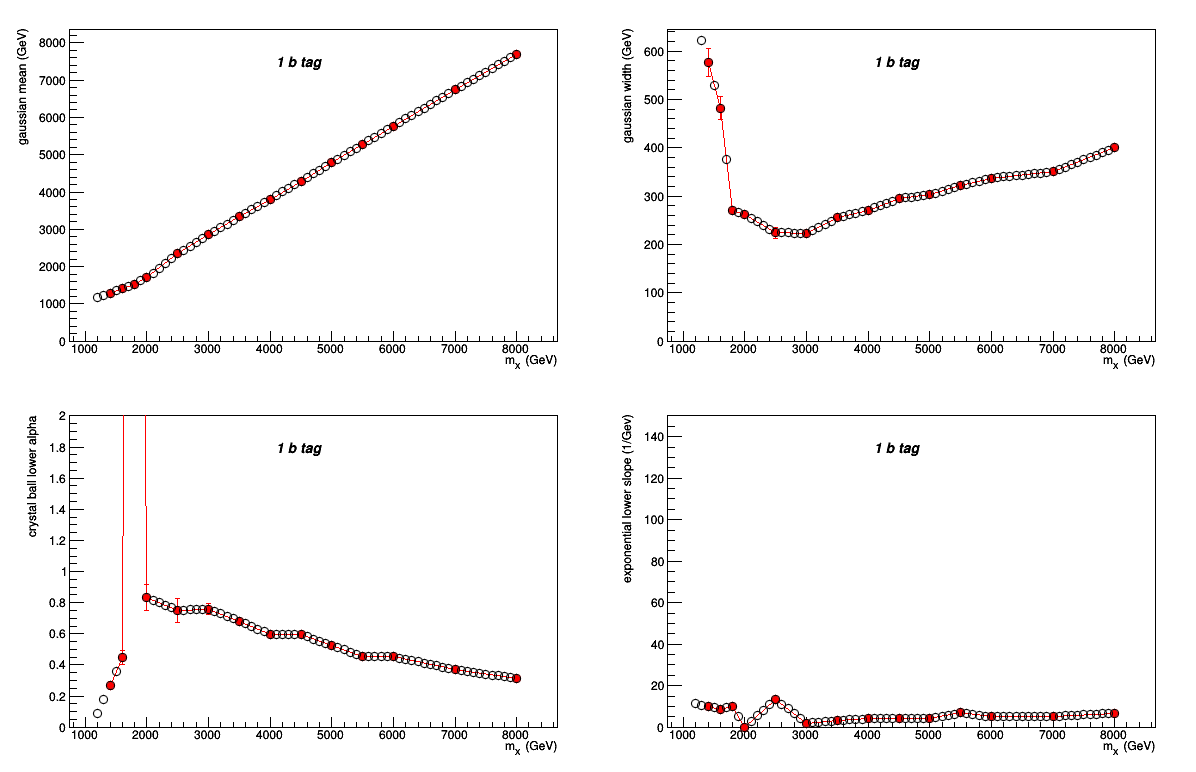 gaussian mean (GeV)
1 b tag
8000
7000
6000
5000
4000
3000
2000
1000
0
1000 2000 3000 4000 5000 6000 7000 8000
mx (GeV)
gaussian width (GeV)
1 b tag
600
500
400
300
200
100
0
1000 2000 3000 4000 5000 6000 7000 8000
mx (GeV)
crystal ball lower alpha
1 b tag
2
1.8
1.6
1.4
1.2
1
0.8
0.6
0.4
0.2
0
1000 2000 3000 4000 5000 6000 7000 8000
mx (GeV)
exponential lower slope (1/Gev)
1 b tag
140
120
100
80
60
40
20
0
1000 2000 3000 4000 5000 6000 7000 8000
mx (GeV)